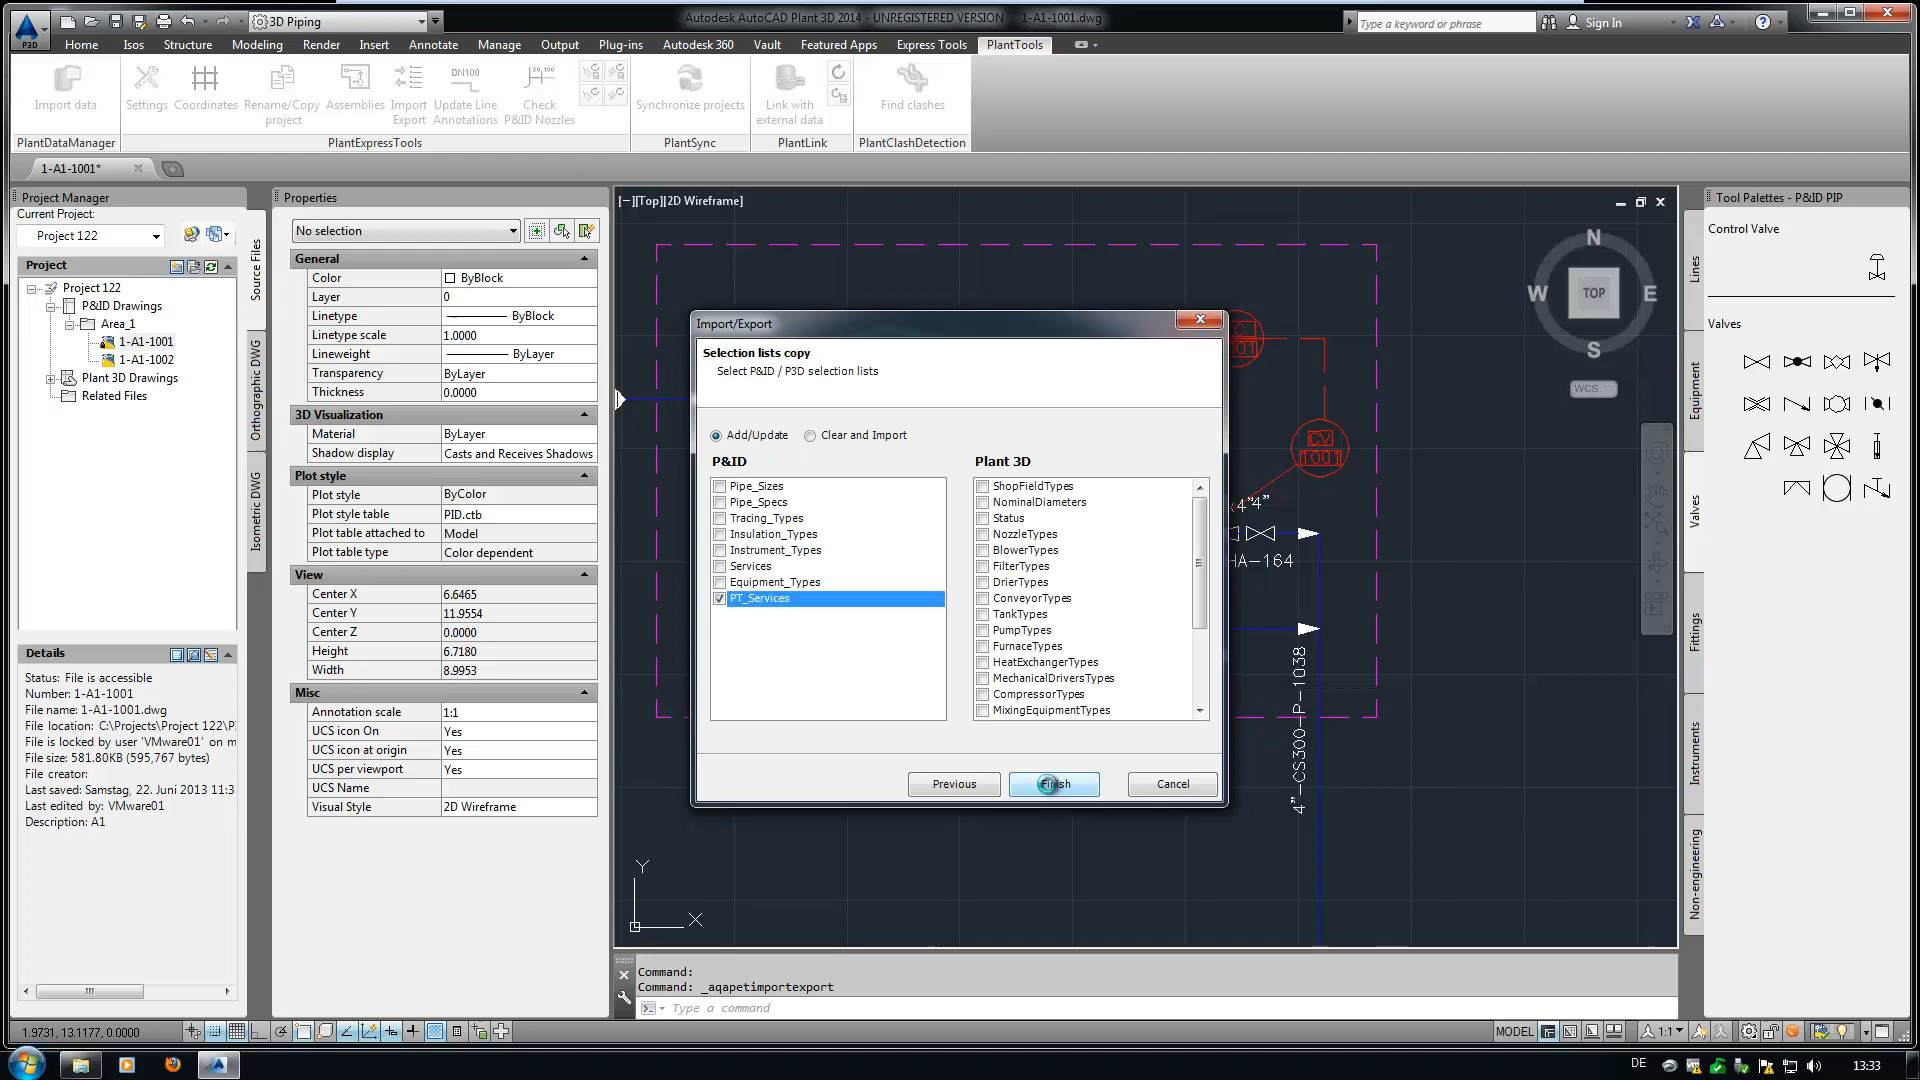 3D Piping
Autodesk AutoCAD Plant 3D 2014 - UNREGISTERED VERSION 1-A1-1001.dwg
Type a keyword or phrase
Sign In
P3D
Home Isos Structure Modeling Render Insert Annotate Manage Output Plug-ins Autodesk 360 Vault Featured Apps Express Tools PlantTools
Import data
Settings
Coordinates
Rename/Copy
project
Assemblies
Import
Export
DN100
Update Line
Annotations
Check
P&ID Nozzles
Synchronize projects
Link with
external data
Find clashes
PlantDataManager
PlantExpressTools
PlantSync
PlantLink
PlantClashDetection
1-A1-1001*
Project Manager
Current Project:
Project 122
Project
Project 122
P&ID Drawings
Area_1
1-A1-1001
1-A1-1002
Plant 3D Drawings
Related Files
Source Files
Orthographic DWG
Isometric DWG
Details
Status: File is accessible
Number: 1-A1-1001
File name: 1-A1-1001.dwg
File location: C:\Projects\Project 122\P
File is locked by user 'VMware01' on m
File size: 581.80KB (595,767 bytes)
File creator:
Last saved: Samstag, 22. Juni 2013 11:3
Last edited by: VMware01
Description: A1
Properties
No selection
General
Color ByBlock
Layer 0
Linetype ByBlock
Linetype scale 1.0000
Lineweight ByLayer
Transparency ByLayer
Thickness 0.0000
3D Visualization
Material ByLayer
Shadow display Casts and Receives Shadows
Plot style
Plot style ByColor
Plot style table PID.ctb
Plot table attached to Model
Plot table type Color dependent
View
Center X 6.6465
Center Y 11.9554
Center Z 0.0000
Height 6.7180
Width 8.9953
Misc
Annotation scale 1:1
UCS icon On Yes
UCS icon at origin Yes
UCS per viewport Yes
UCS Name
Visual Style 2D Wireframe
[−][Top][2D Wireframe]
N
W TOP E
S
WCS
CV
1001
4"4"
HA-164
4"-CS300-P-1038
Y
X
Import/Export
Selection lists copy
Select P&ID / P3D selection lists
Add/Update Clear and Import
P&ID
Pipe_Sizes
Pipe_Specs
Tracing_Types
Insulation_Types
Instrument_Types
Services
Equipment_Types
PT_Services
Plant 3D
ShopFieldTypes
NominalDiameters
Status
NozzleTypes
BlowerTypes
FilterTypes
DrierTypes
ConveyorTypes
TankTypes
PumpTypes
FurnaceTypes
HeatExchangerTypes
MechanicalDriversTypes
CompressorTypes
MixingEquipmentTypes
Previous Finish Cancel
Command:
Command: _aqapetimportexport
Type a command
Tool Palettes - P&ID PIP
Control Valve
Valves
Lines
Equipment
Valves
Fittings
Instruments
Non-engineering
1.9731, 13.1177, 0.0000
MODEL
1:1
DE
13:33